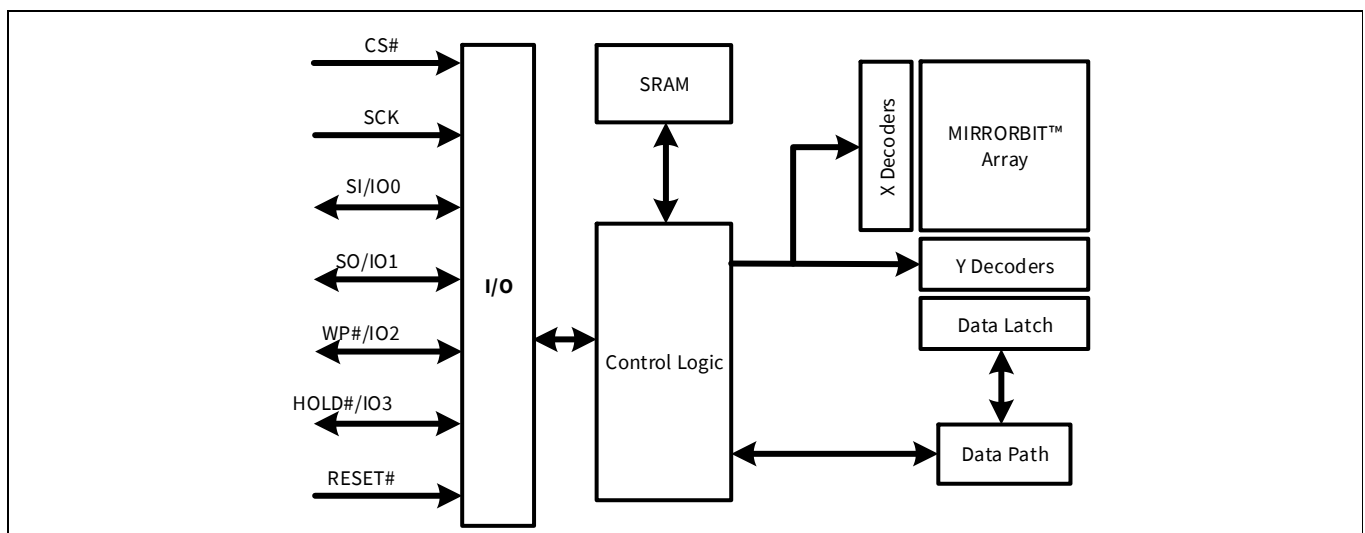 CS#
SCK
SI/IO0
SO/IO1
WP#/IO2
HOLD#/IO3
RESET#
I/O
SRAM
Control Logic
X Decoders
MIRRORBIT™
Array
Y Decoders
Data Latch
Data Path